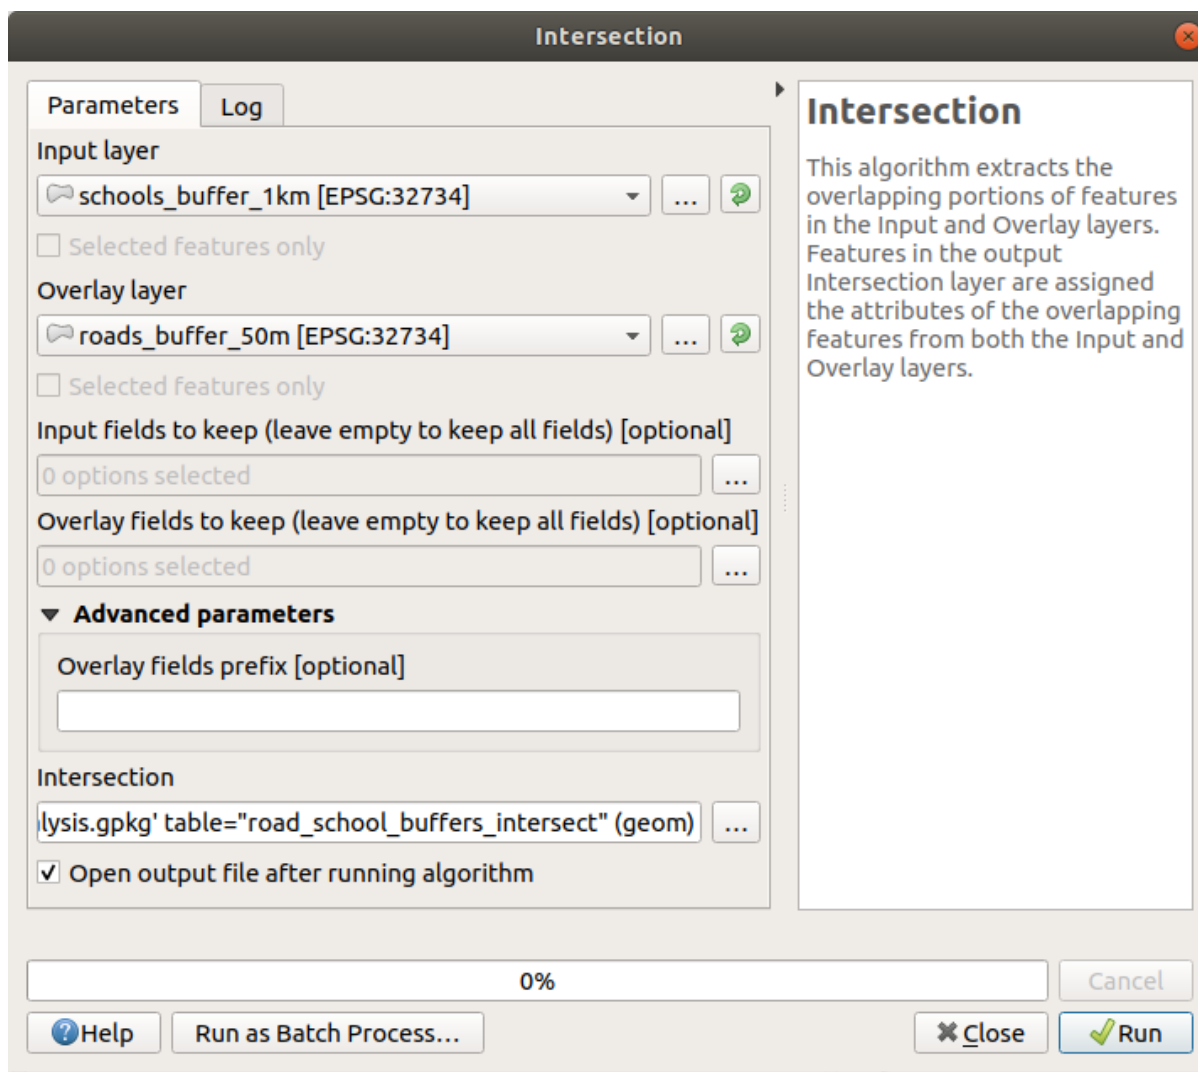 Intersection
Parameters
Log
Input layer
schools_buffer_1km [EPSG:32734]
...
Selected features only
Overlay layer
roads_buffer_50m [EPSG:32734]
...
Selected features only
Input fields to keep (leave empty to keep all fields) [optional]
0 options selected
...
Overlay fields to keep (leave empty to keep all fields) [optional]
0 options selected
...
Advanced parameters
Overlay fields prefix [optional]
Intersection
lysis.gpkg' table="road_school_buffers_intersect" (geom)
...
Open output file after running algorithm
Intersection
This algorithm extracts the
overlapping portions of features
in the Input and Overlay layers.
Features in the output
Intersection layer are assigned
the attributes of the overlapping
features from both the Input and
Overlay layers.
0%
Cancel
Help
Run as Batch Process...
Close
Run